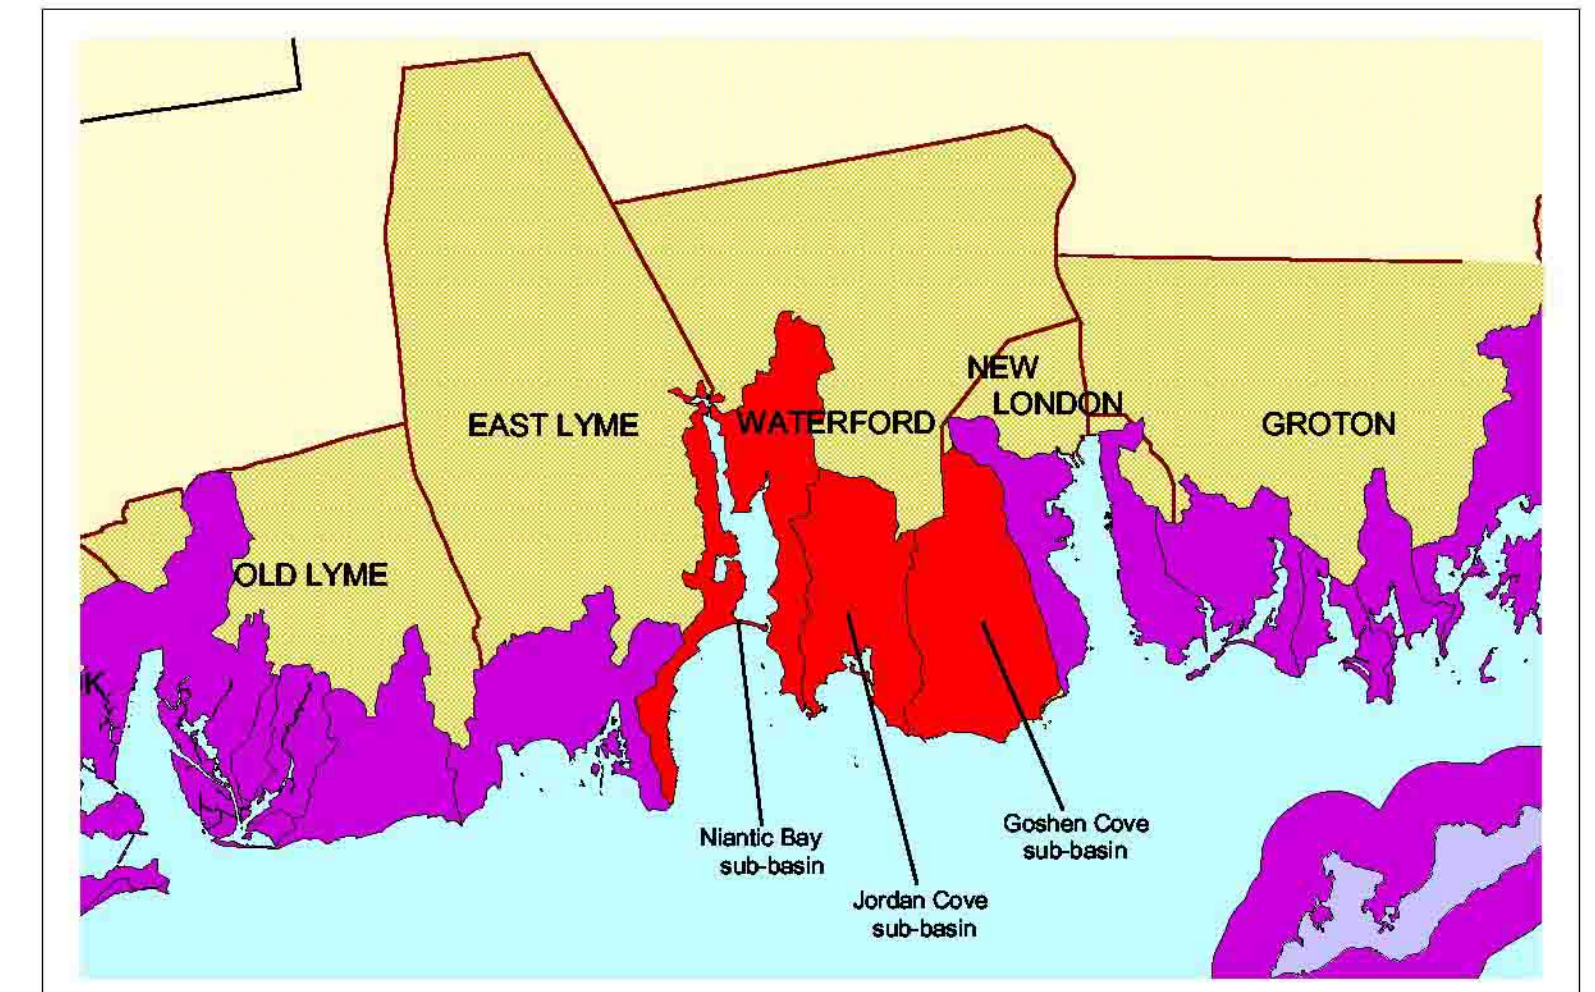 NEW
LONDON
EAST LYME
WATERFORD
GROTON
OLD LYME
K
Niantic Bay
sub-basin
Goshen Cove
sub-basin
Jordan Cove
sub-basin